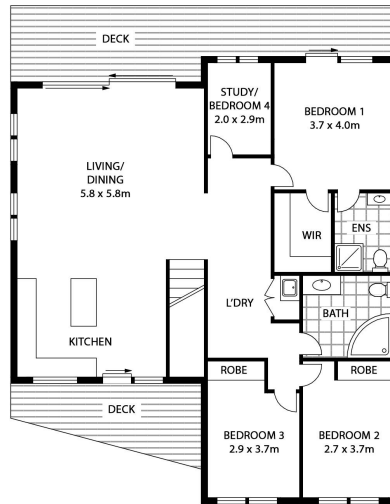 DECK
STUDY/
BEDROOM 4
2.0 x 2.9m
BEDROOM 1
3.7 x 4.0m
LIVING/
DINING
5.8 x 5.8m
WIR
ENS
L'DRY
BATH
KITCHEN
ROBE
ROBE
DECK
BEDROOM 3
2.9 x 3.7m
BEDROOM 2
2.7 x 3.7m